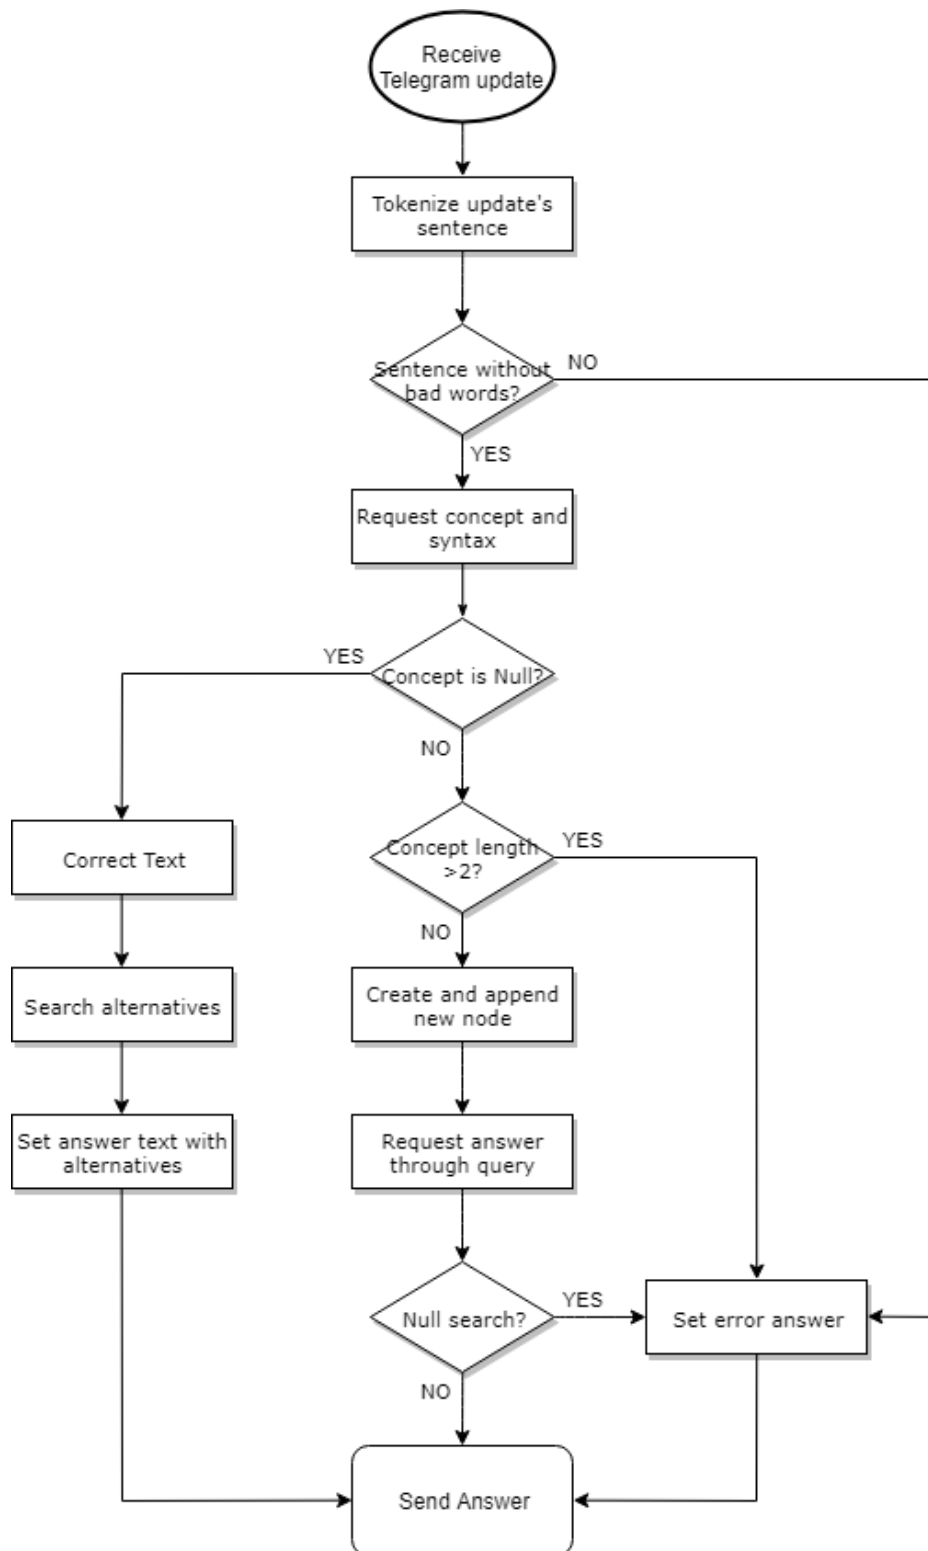 Receive
Telegram update
Tokenize update's
sentence
Sentence without
bad words?
NO
YES
Request concept and
syntax
YES
Concept is Null?
NO
Correct Text
Concept length
>2?
YES
NO
Search alternatives
Create and append
new node
Set answer text with
alternatives
Request answer
through query
Null search?
YES
Set error answer
NO
Send Answer